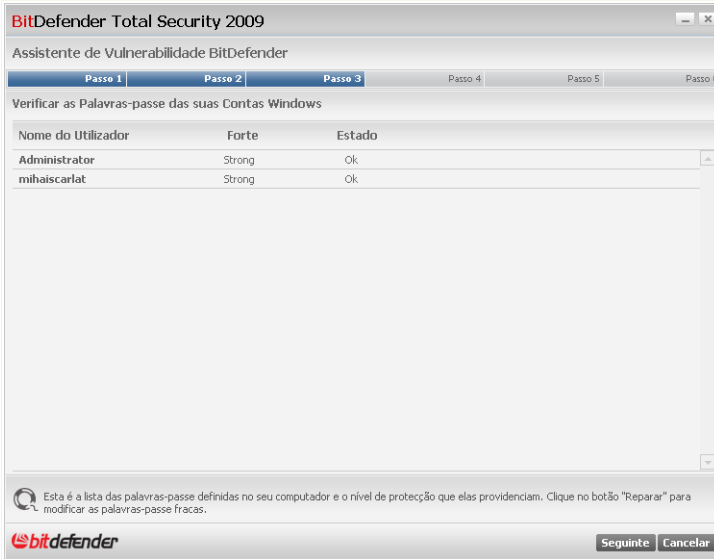 BitDefender Total Security 2009
Assistente de Vulnerabilidade BitDefender
Passo 1 Passo 2 Passo 3 Passo 4 Passo 5 Passo
Verificar as Palavras-passe das suas Contas Windows
Nome do Utilizador Forte Estado
Administrator Strong Ok
mihaiscarlat Strong Ok
Esta é a lista das palavras-passe definidas no seu computador e o nível de protecção que elas providenciam. Clique no botão "Reparar" para
modificar as palavras-passe fracas.
bitdefender Seguinte Cancelar